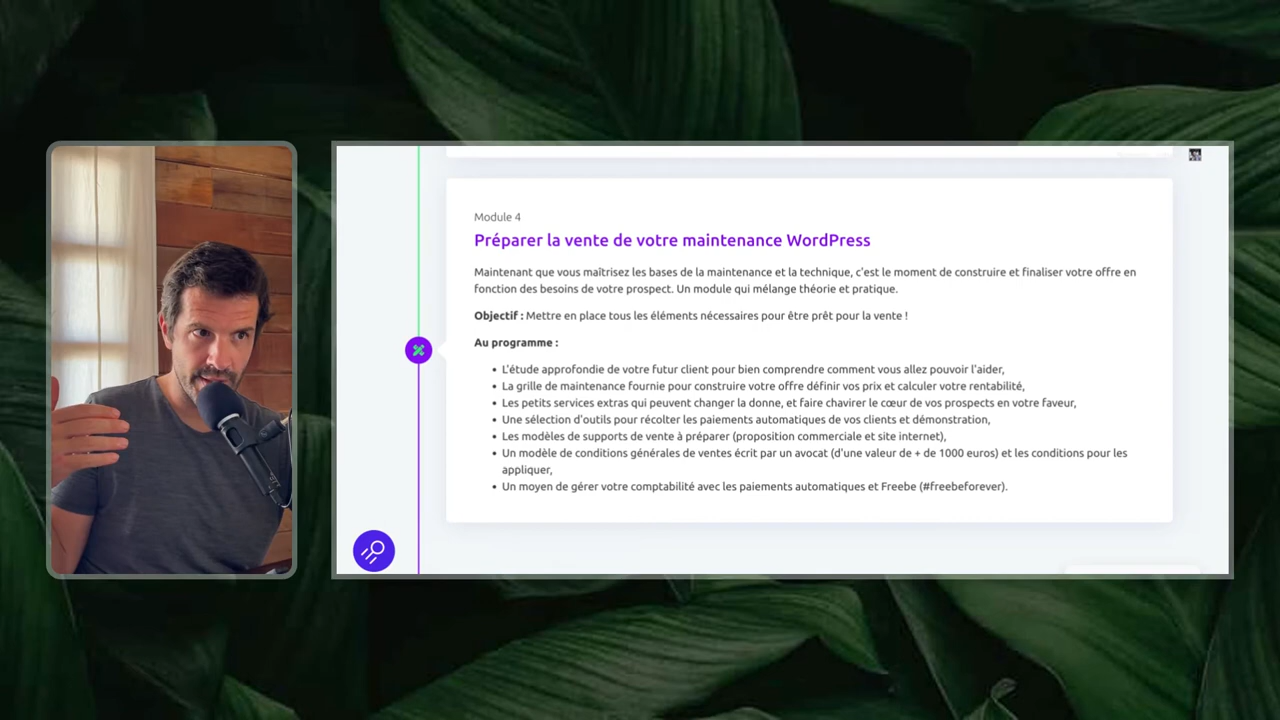 Module 4
Préparer la vente de votre maintenance WordPress
Maintenant que vous maîtrisez les bases de la maintenance et la technique, c'est le moment de construire et finaliser votre offre en
fonction des besoins de votre prospect. Un module qui mélange théorie et pratique.
Objectif : Mettre en place tous les éléments nécessaires pour être prêt pour la vente !
Au programme :
• L'étude approfondie de votre futur client pour bien comprendre comment vous allez pouvoir l'aider,
• La grille de maintenance fournie pour construire votre offre définir vos prix et calculer votre rentabilité,
• Les petits services extras qui peuvent changer la donne, et faire chavirer le cœur de vos prospects en votre faveur,
• Une sélection d'outils pour récolter les paiements automatiques de vos clients et démonstration,
• Les modèles de supports de vente à préparer (proposition commerciale et site internet),
• Un modèle de conditions générales de ventes écrit par un avocat (d'une valeur de + de 1000 euros) et les conditions pour les
appliquer,
• Un moyen de gérer votre comptabilité avec les paiements automatiques et Freebe (#freebeforever).